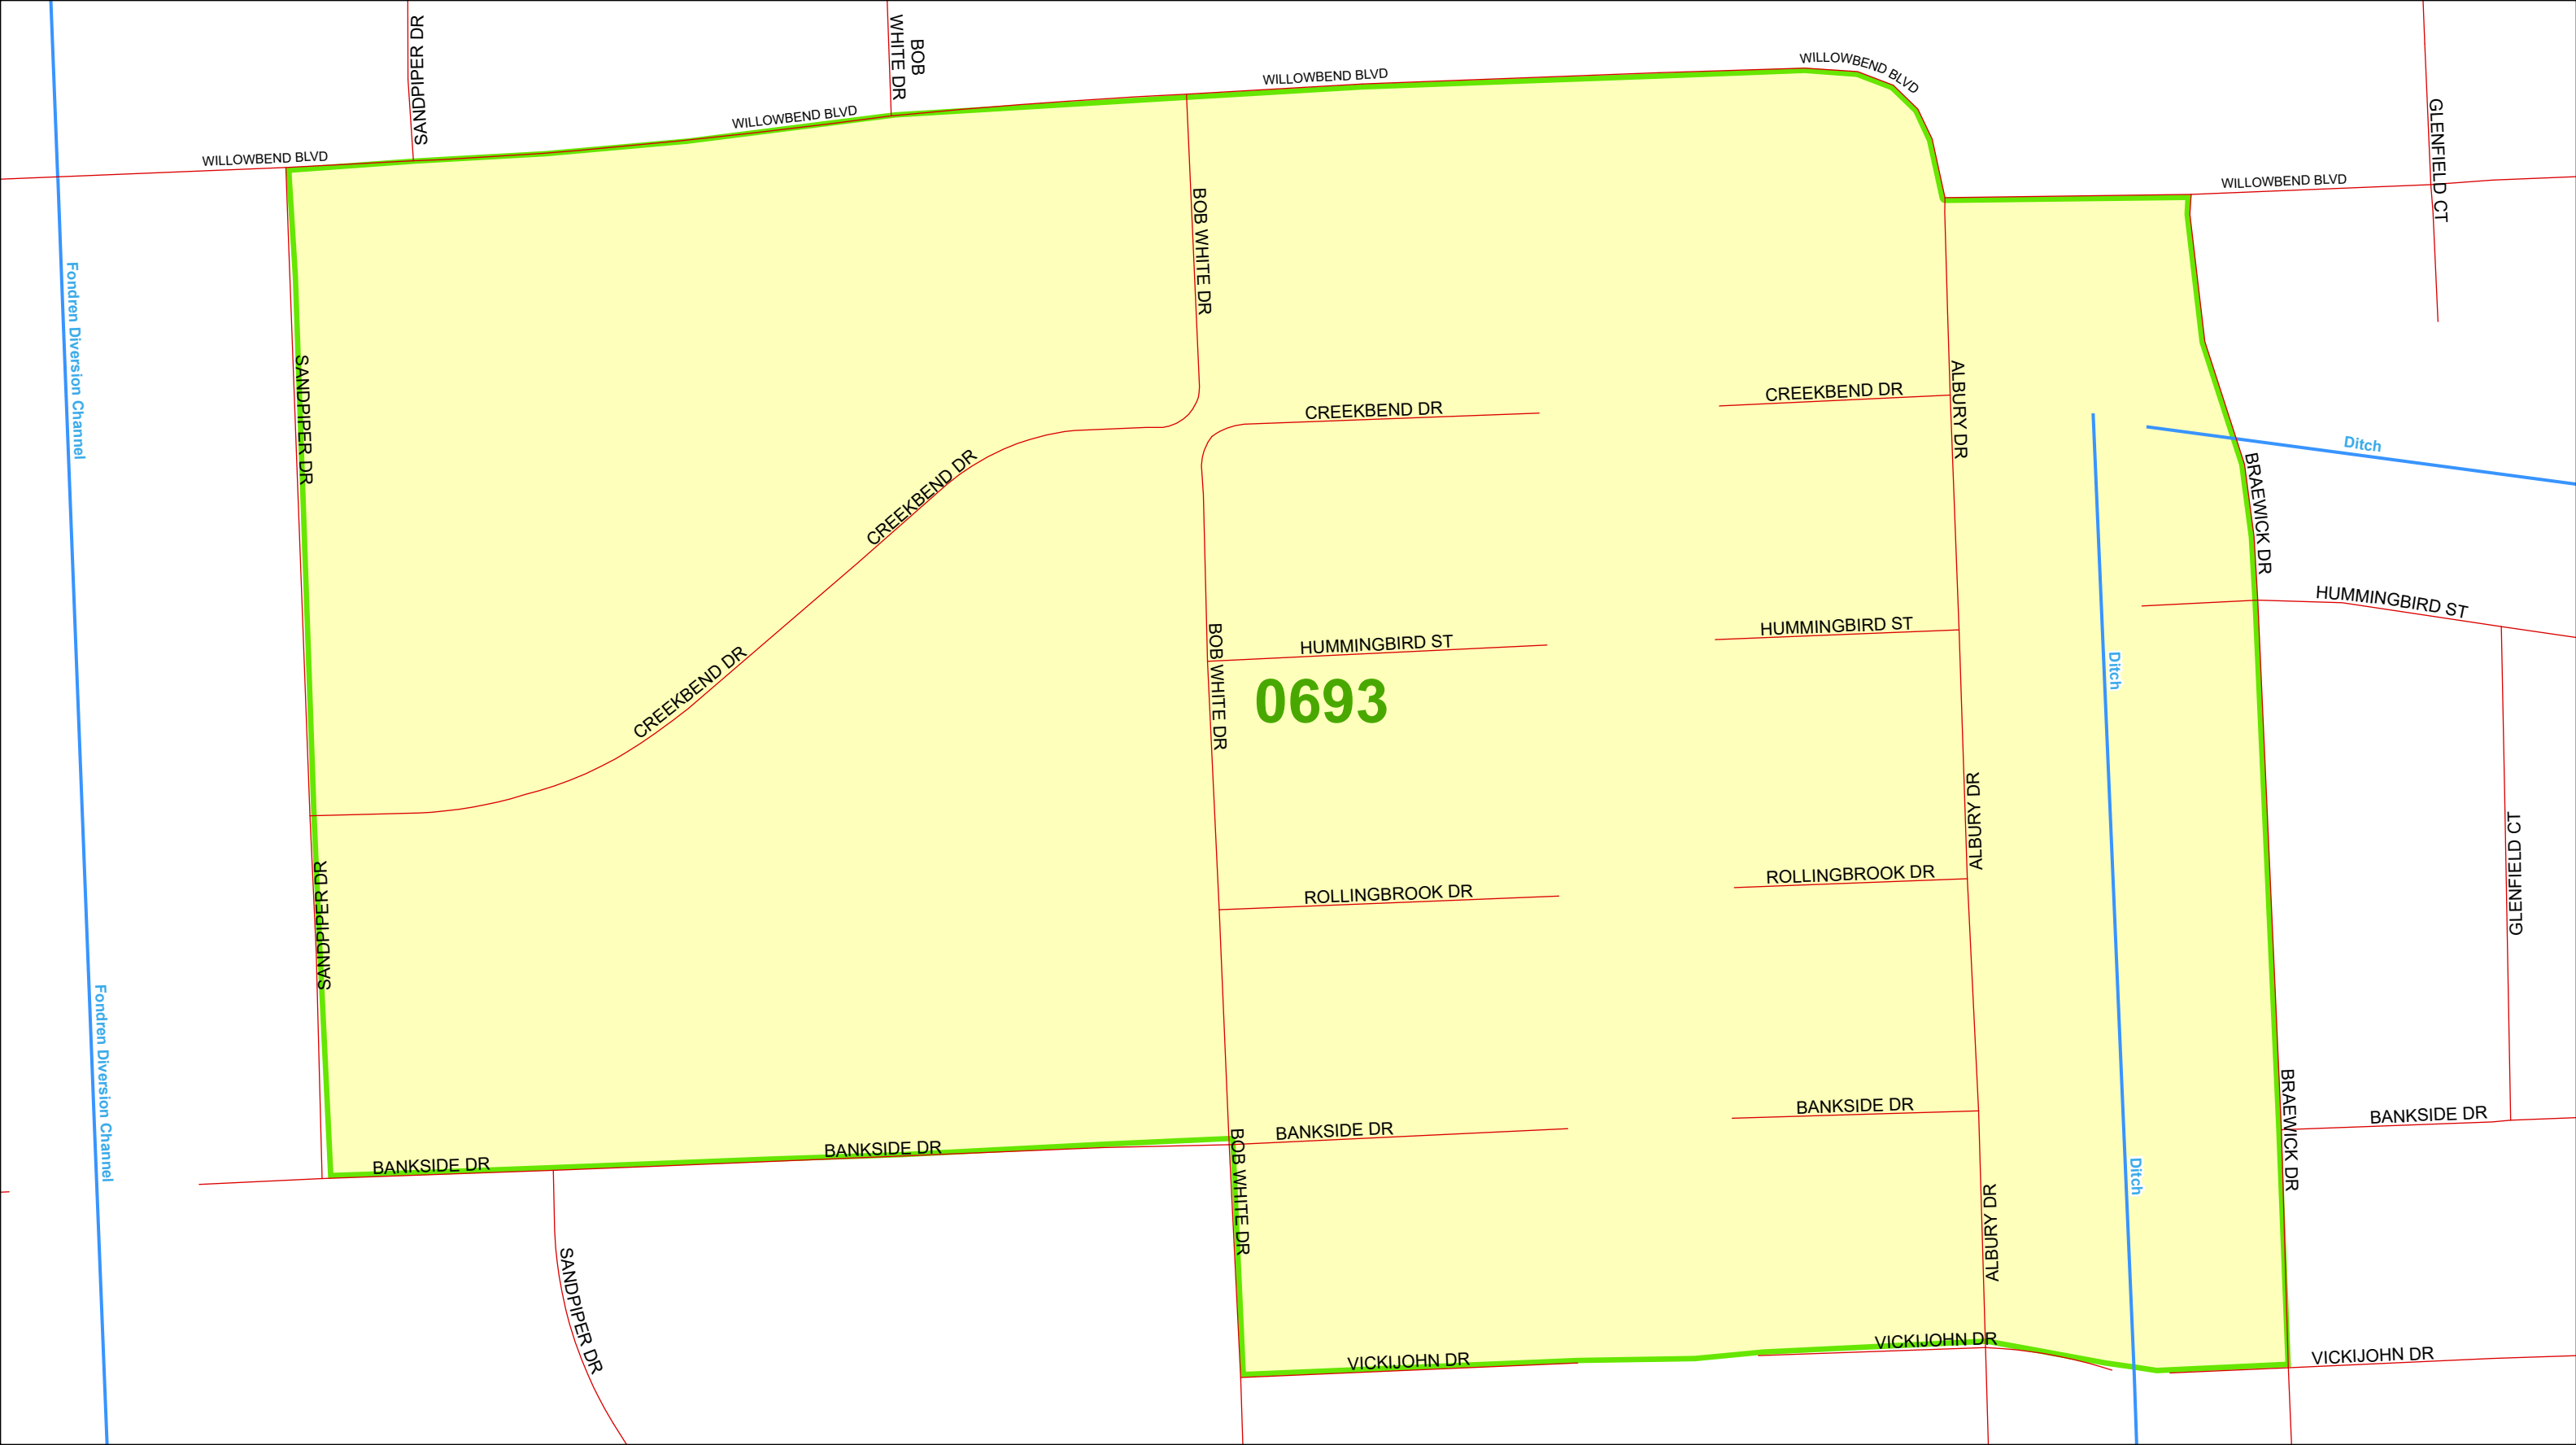 SANDPIPER DR
BOB
WHITE DR
WILLOWBEND BLVD
WILLOWBEND BLVD
WILLOWBEND BLVD
WILLOWBEND BLVD
WILLOWBEND BLVD
GLENFIELD CT
Fondren Diversion Channel
SANDPIPER DR
BOB WHITE DR
CREEKBEND DR
CREEKBEND DR
ALBURY DR
Ditch
BRAEWICK DR
CREEKBEND DR
CREEKBEND DR
HUMMINGBIRD ST
HUMMINGBIRD ST
HUMMINGBIRD ST
BOB WHITE DR
0693
Ditch
SANDPIPER DR
ROLLINGBROOK DR
ROLLINGBROOK DR
ALBURY DR
GLENFIELD CT
Fondren Diversion Channel
BANKSIDE DR
BANKSIDE DR
BANKSIDE DR
BANKSIDE DR
BANKSIDE DR
BOB WHITE DR
ALBURY DR
Ditch
BRAEWICK DR
SANDPIPER DR
VICKIJOHN DR
VICKIJOHN DR
VICKIJOHN DR